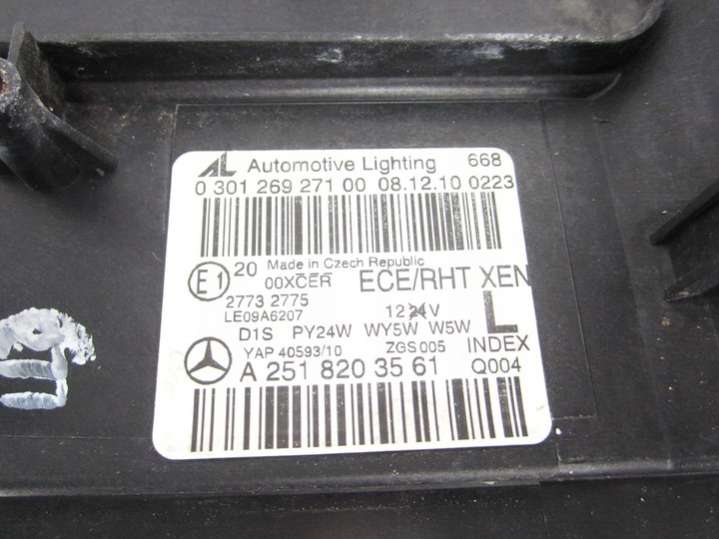 AL Automotive Lighting 668
0 301 269 271 00 08.12.10 0223
E1 20 Made in Czech Republic
00XCER ECE/RHT XEN
2773 2775
LE09A6207 12 24 V L
D1S PY24W WY5W W5W
YAP 40593/10 ZGS 005 INDEX
A 251 820 35 61 Q004